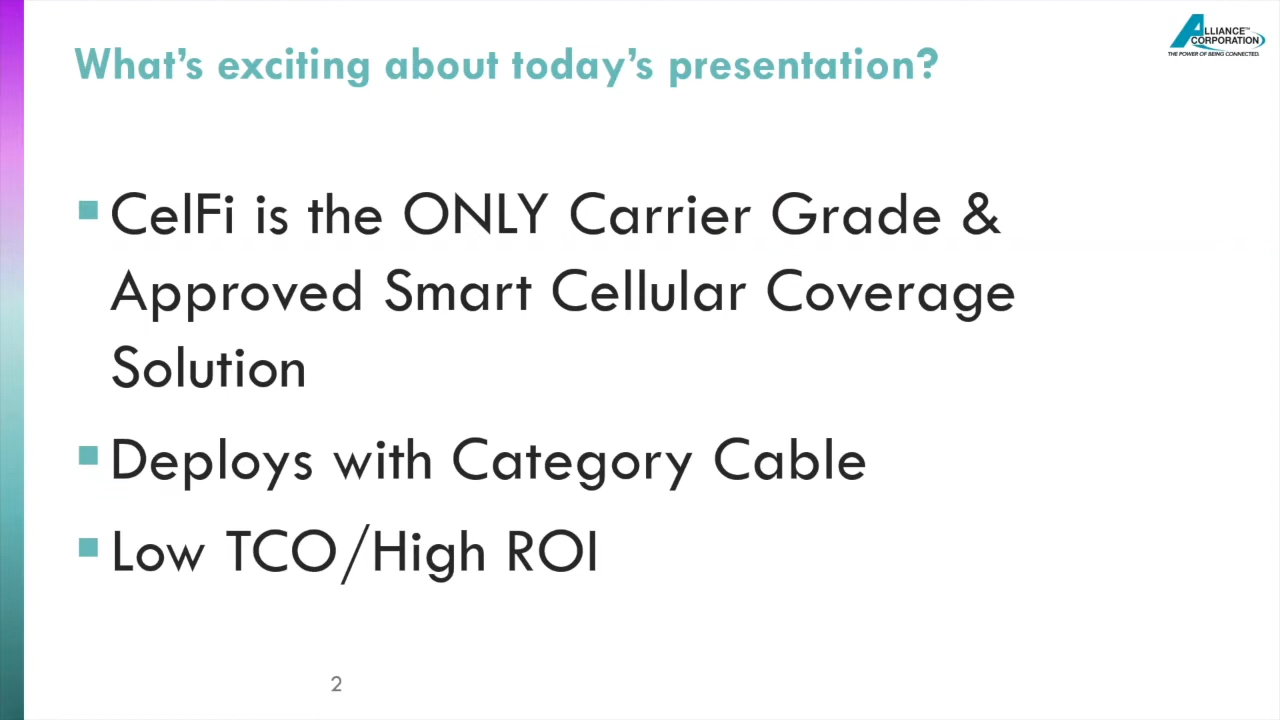 What's exciting about today's presentation?
ALLIANCE™
CORPORATION
THE POWER OF BEING CONNECTED.
CelFi is the ONLY Carrier Grade &
Approved Smart Cellular Coverage
Solution
Deploys with Category Cable
Low TCO/High ROI
2